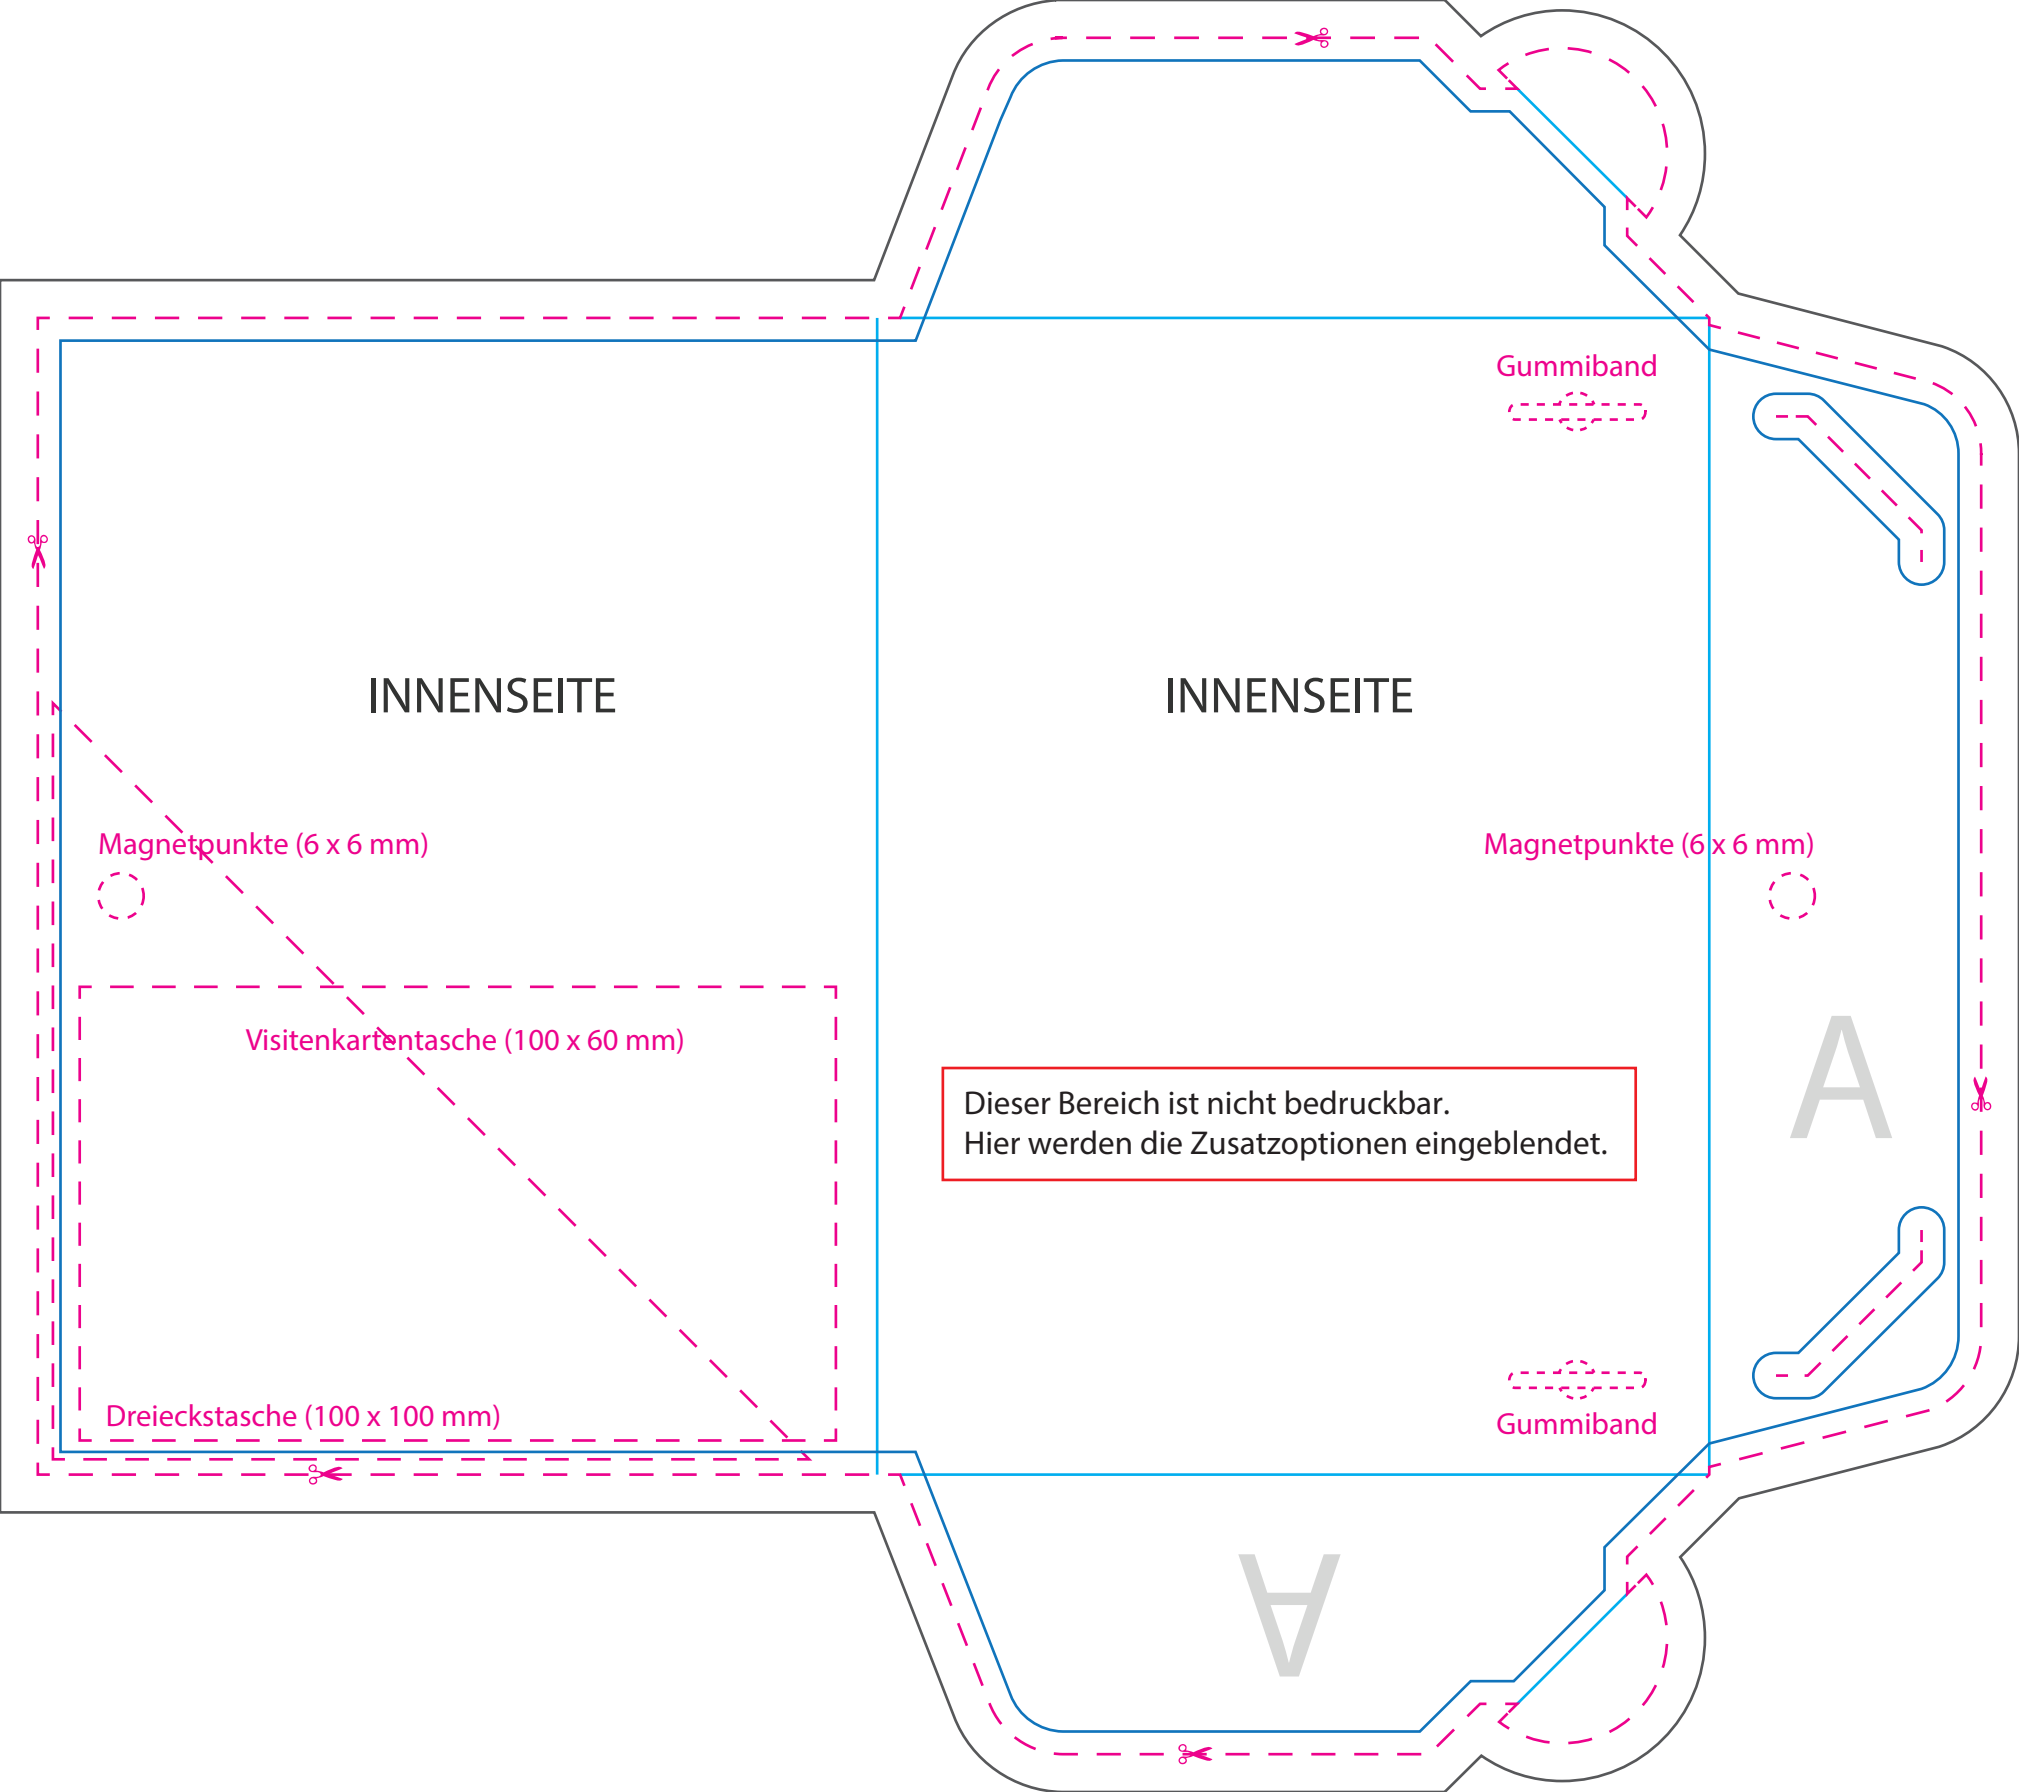 Gummiband
INNENSEITE
INNENSEITE
Magnetpunkte (6 x 6 mm)
Magnetpunkte (6 x 6 mm)
A
Visitenkartentasche (100 x 60 mm)
Dieser Bereich ist nicht bedruckbar.
Hier werden die Zusatzoptionen eingeblendet.
Dreieckstasche (100 x 100 mm)
Gummiband
A